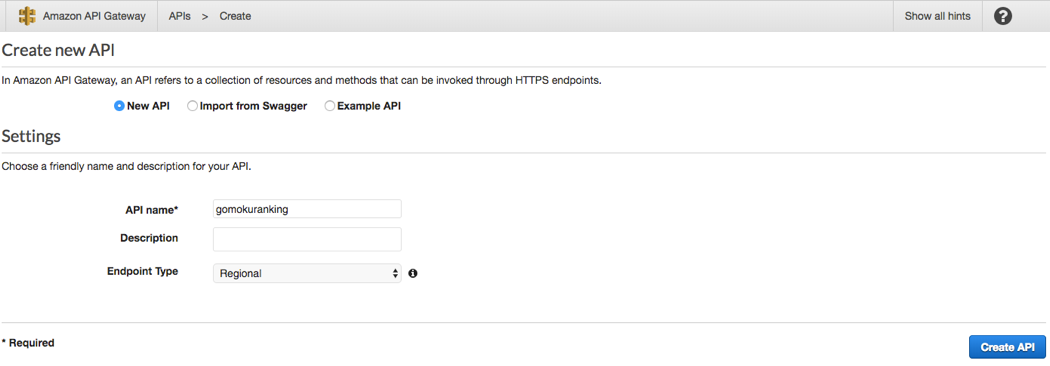 Amazon API Gateway APIs > Create Show all hints ?
Create new API
In Amazon API Gateway, an API refers to a collection of resources and methods that can be invoked through HTTPS endpoints.
New API Import from Swagger Example API
Settings
Choose a friendly name and description for your API.
API name* gomokuranking
Description
Endpoint Type Regional i
* Required Create API